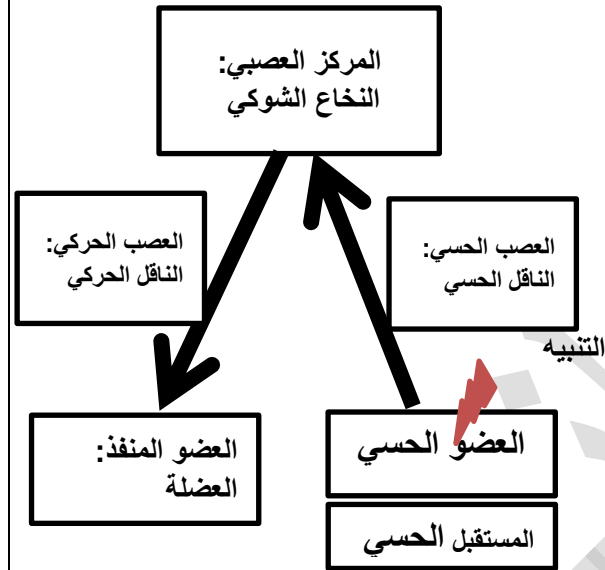 المركز العصبي:
النخاع الشوكي
العصب الحسي:
الناقل الحسي
العصب الحركي:
الناقل الحركي
التنبيه
العضو الحسي
المستقبل الحسي
العضو المنفذ:
العضلة